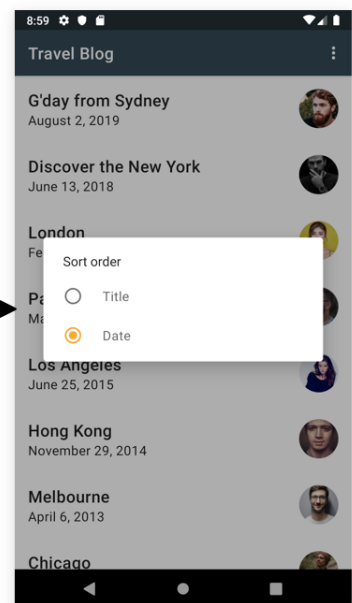 8:59
Travel Blog
G'day from Sydney
August 2, 2019
Discover the New York
June 13, 2018
London
Fe
Sort order
Title
Date
Pa
Ma
Los Angeles
June 25, 2015
Hong Kong
November 29, 2014
Melbourne
April 6, 2013
Chicago